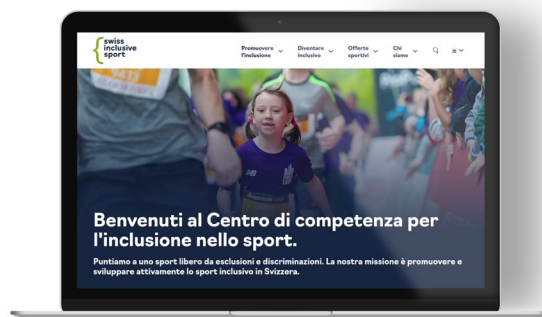 swiss
inclusive
sport
Promuovere
l'inclusione
Diventare
inclusivo
Offerte
sportivi
Chi
siamo
it
9413
Benvenuti al Centro di competenza per
l'inclusione nello sport.
Puntiamo a uno sport libero da esclusioni e discriminazioni. La nostra missione è promuovere e
sviluppare attivamente lo sport inclusivo in Svizzera.